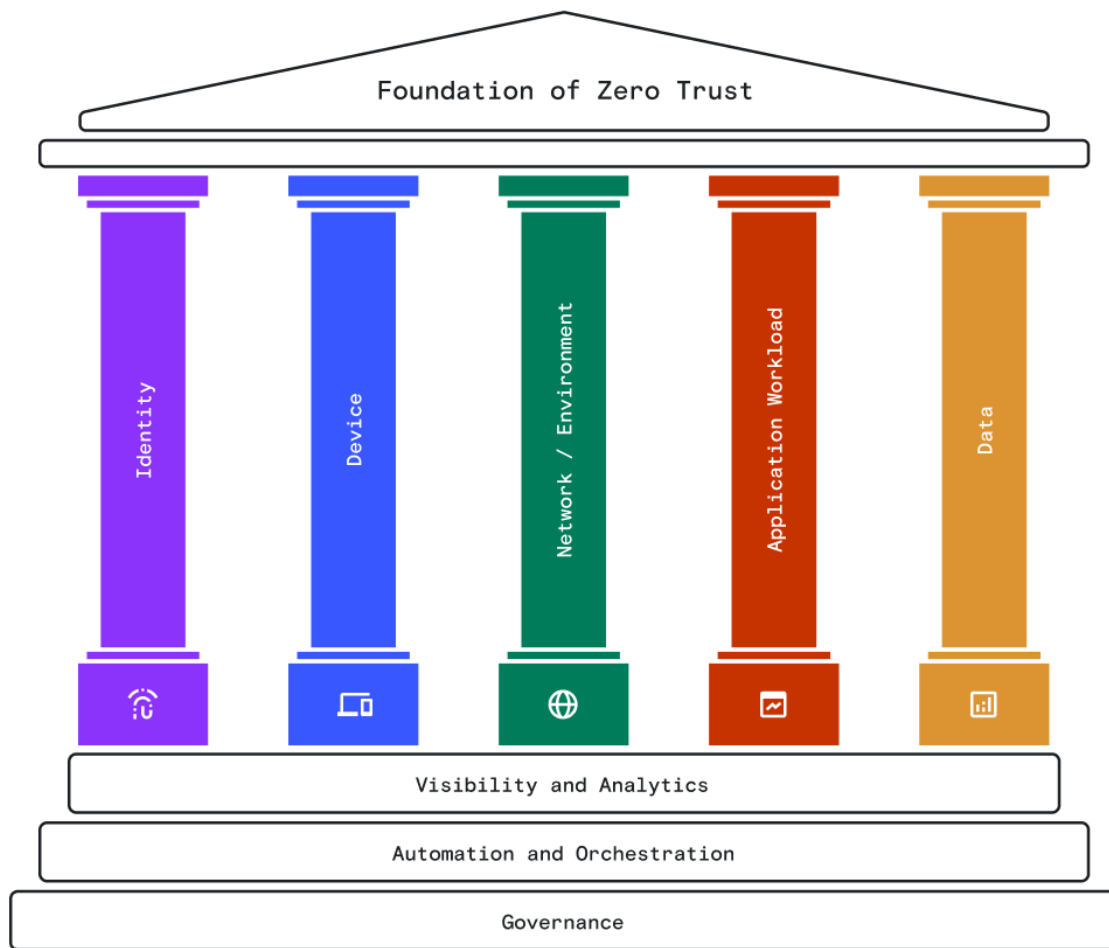 Foundation of Zero Trust
Identity
Device
Network / Environment
Application Workload
Data
Visibility and Analytics
Automation and Orchestration
Governance